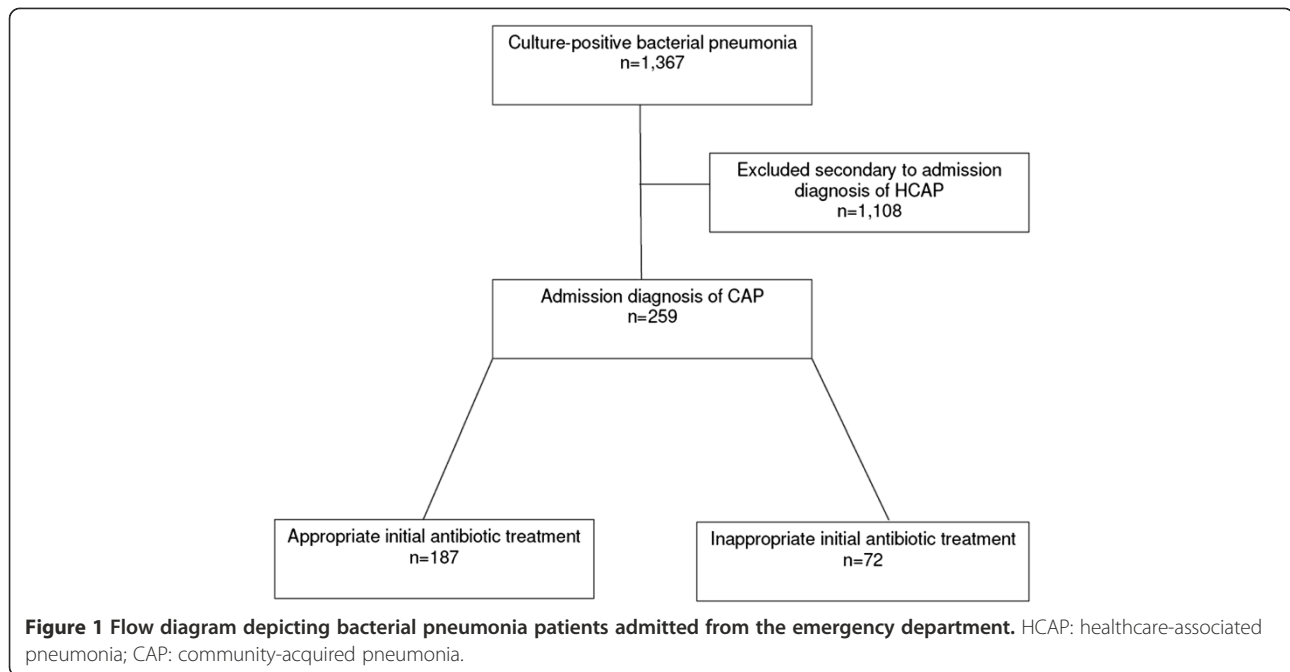 Culture-positive bacterial pneumonia
n=1,367
Excluded secondary to admission
diagnosis of HCAP
n=1,108
Admission diagnosis of CAP
n=259
Appropriate initial antibiotic treatment
n=187
Inappropriate initial antibiotic treatment
n=72
Figure 1 Flow diagram depicting bacterial pneumonia patients admitted from the emergency department. HCAP: healthcare-associated
pneumonia; CAP: community-acquired pneumonia.